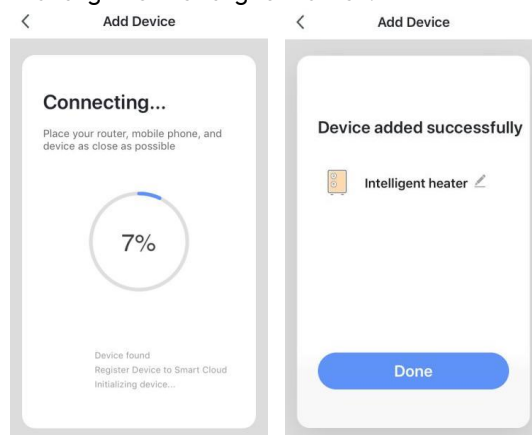 Add Device
Connecting...
Place your router, mobile phone, and
device as close as possible
7%
Device found
Register Device to Smart Cloud
Initializing device...
Add Device
Device added successfully
Intelligent heater
Done